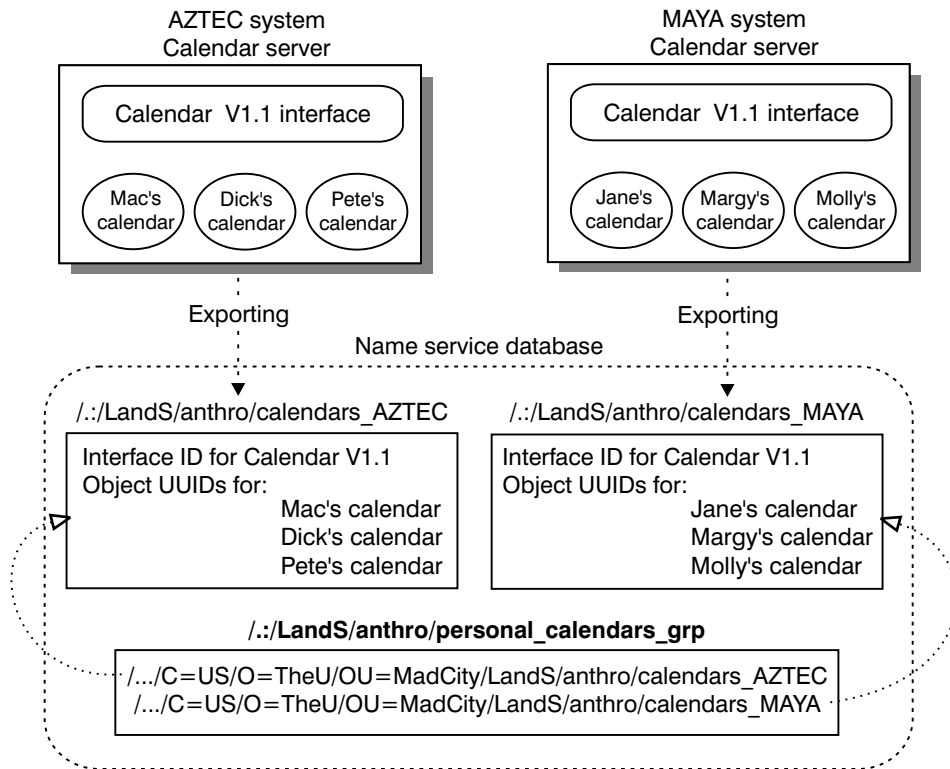 AZTEC system
Calendar server
MAYA system
Calendar server
Calendar V1.1 interface
Calendar V1.1 interface
Mac's
calendar
Dick's
calendar
Pete's
calendar
Jane's
calendar
Margy's
calendar
Molly's
calendar
Exporting
Exporting
Name service database
/.:/LandS/anthro/calendars_AZTEC
/.:/LandS/anthro/calendars_MAYA
Interface ID for Calendar V1.1
Object UUIDs for:
Mac's calendar
Dick's calendar
Pete's calendar
Interface ID for Calendar V1.1
Object UUIDs for:
Jane's calendar
Margy's calendar
Molly's calendar
/.:/LandS/anthro/personal_calendars_grp
/.../C=US/O=TheU/OU=MadCity/LandS/anthro/calendars_AZTEC
/.../C=US/O=TheU/OU=MadCity/LandS/anthro/calendars_MAYA